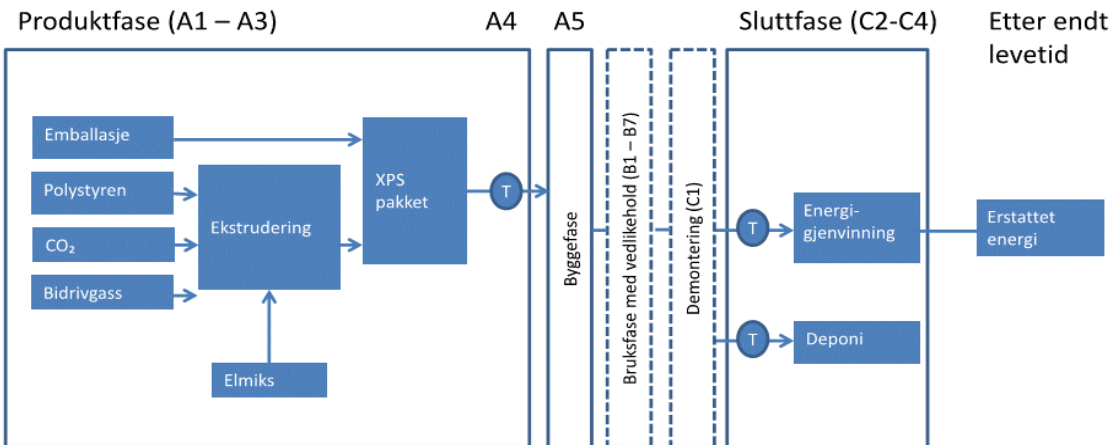 Produktfase (A1 – A3)
A4
A5
Sluttfase (C2-C4)
Etter endt
levetid
Emballasje
Polystyren
CO₂
Bidrivgass
Ekstrudering
Elmiks
XPS
pakket
T
Byggefase
Bruksfase med vedlikehold (B1 – B7)
Demontering (C1)
T
Energi-
gjenvinning
Erstattet
energi
T
Deponi